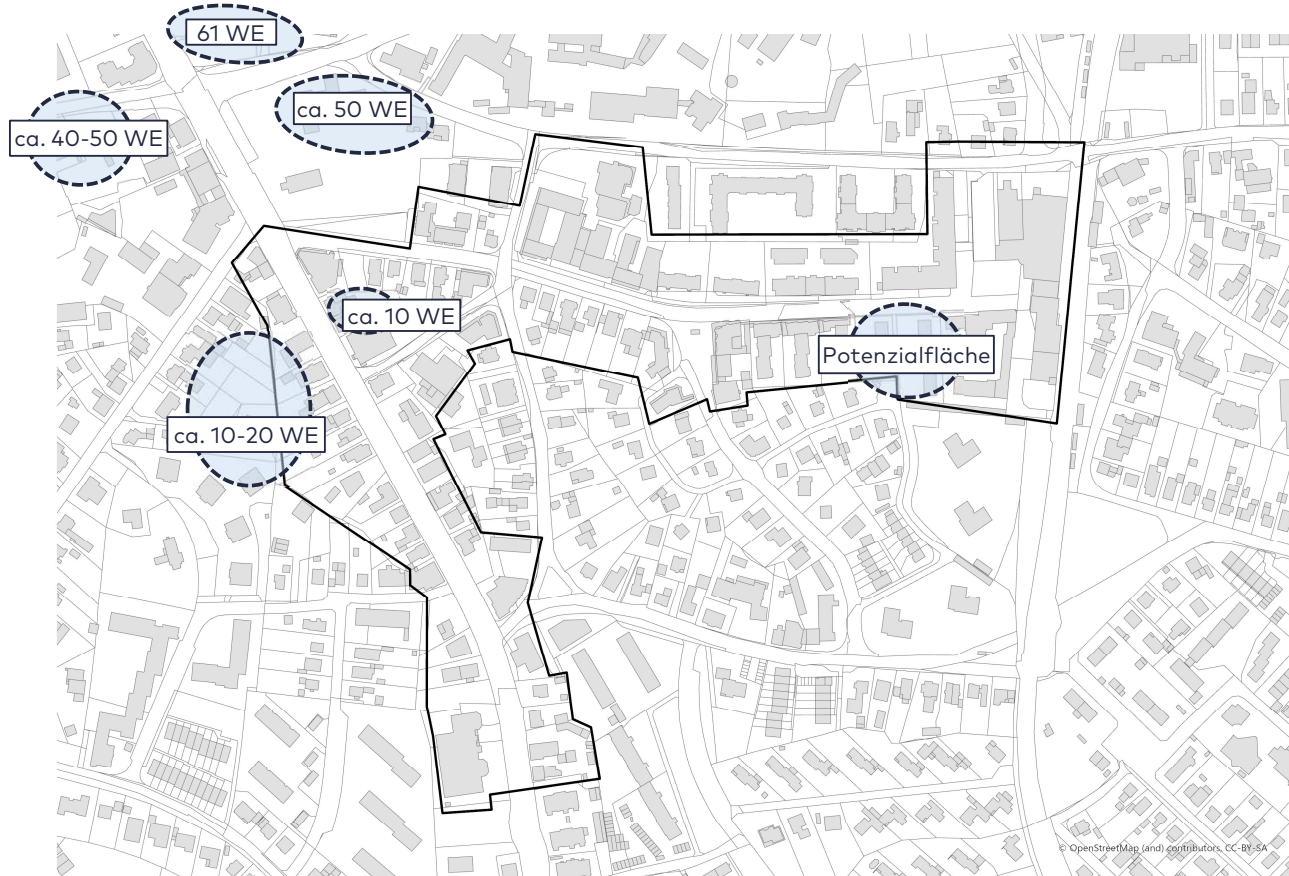 61 WE
ca. 50 WE
ca. 40-50 WE
ca. 10 WE
Potenzialfläche
ca. 10-20 WE
© OpenStreetMap (and) contributors, CC-BY-SA